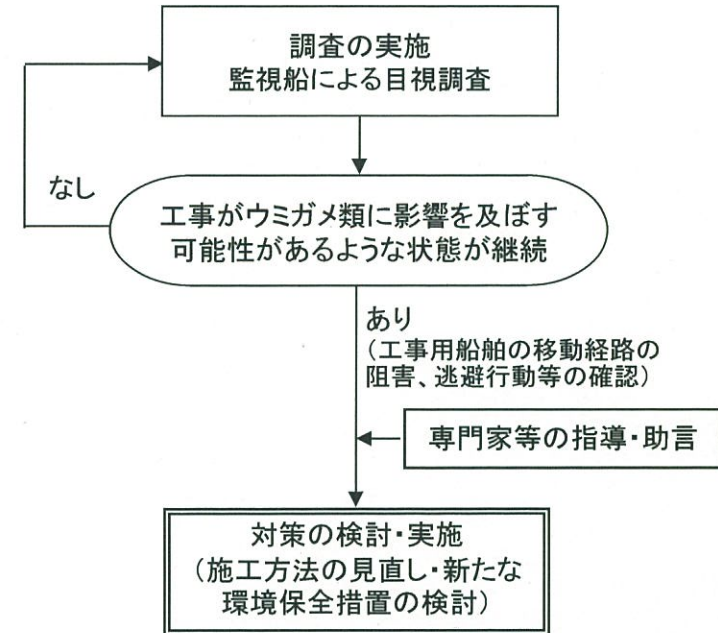 調査の実施
監視船による目視調査
なし
工事がウミガメ類に影響を及ぼす
可能性があるような状態が継続
あり
（工事用船舶の移動経路の
阻害、逃避行動等の確認）
専門家等の指導・助言
対策の検討・実施
（施工方法の見直し・新たな
環境保全措置の検討）